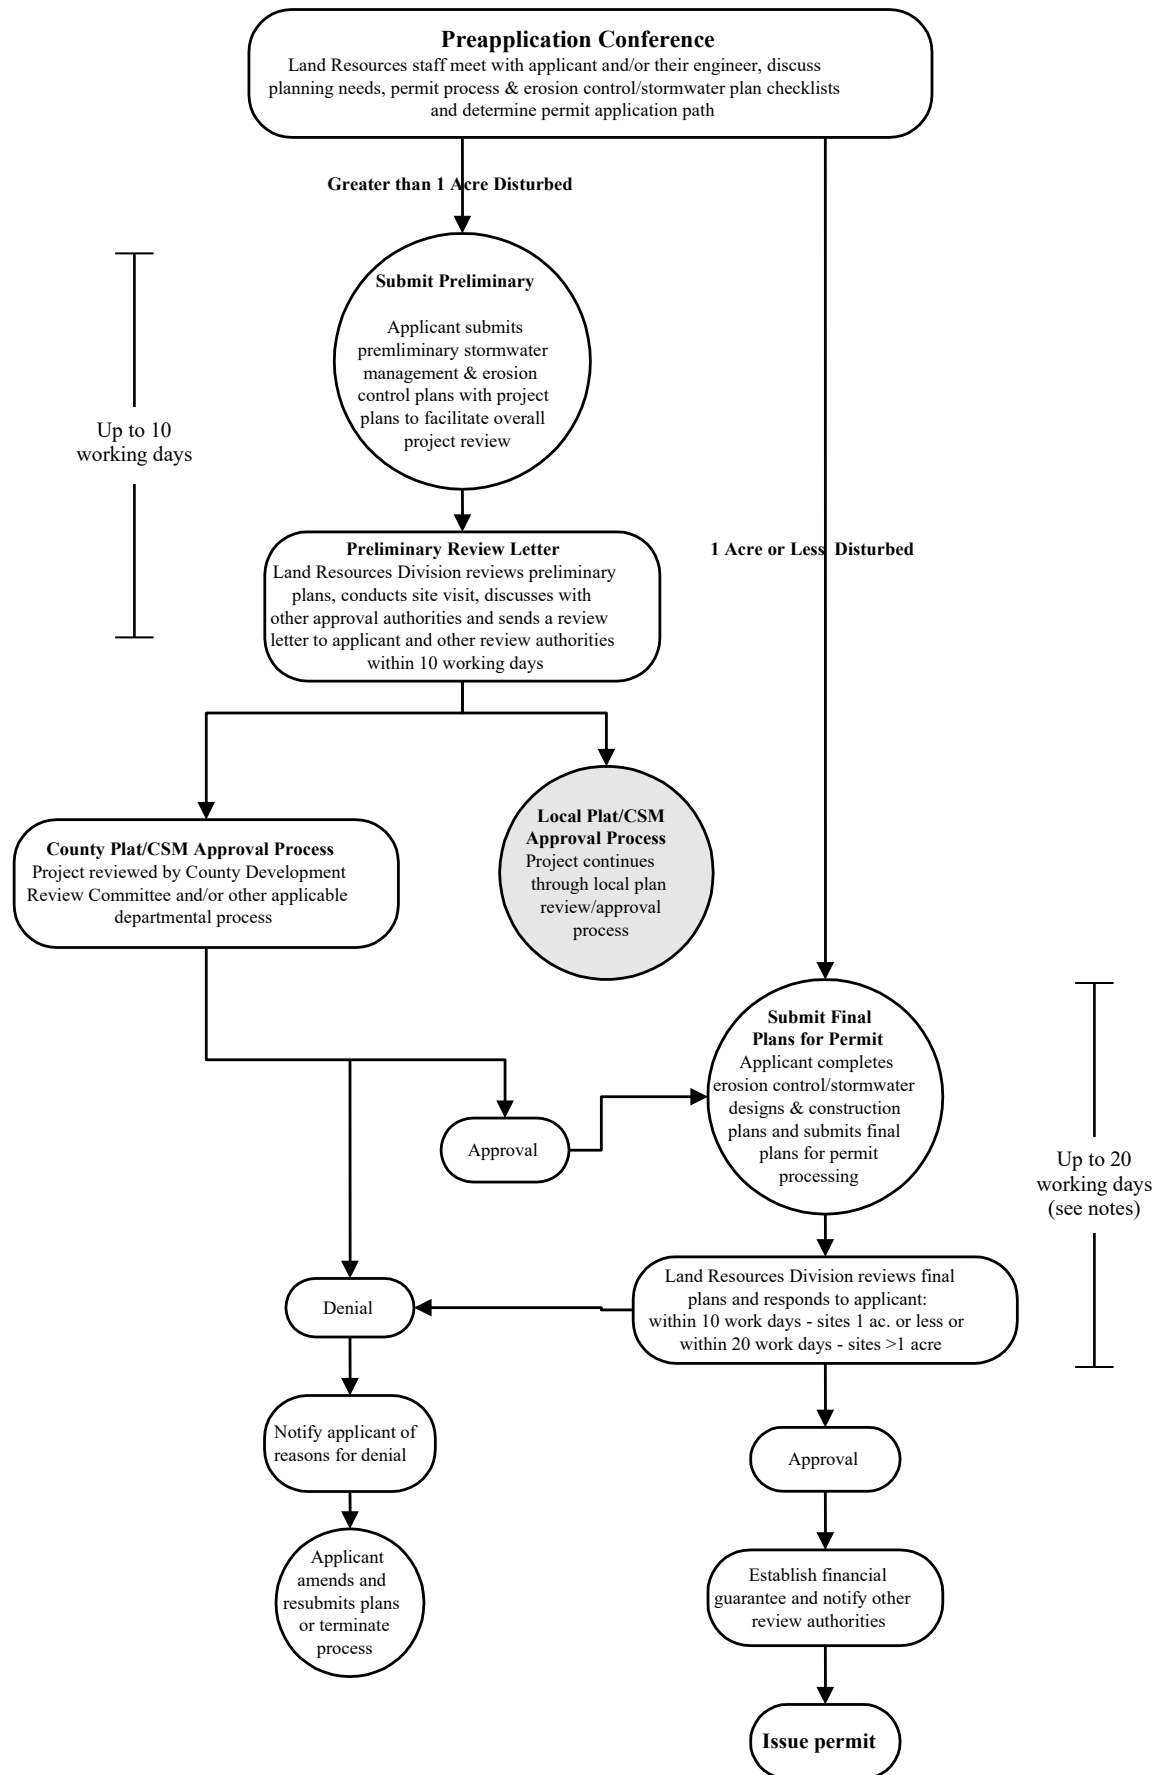 Preapplication Conference
Land Resources staff meet with applicant and/or their engineer, discuss
planning needs, permit process & erosion control/stormwater plan checklists
and determine permit application path
Greater than 1 Acre Disturbed
Submit Preliminary
Applicant submits
premliminary stormwater
management & erosion
control plans with project
plans to facilitate overall
project review
Up to 10
working days
Preliminary Review Letter
Land Resources Division reviews preliminary
plans, conducts site visit, discusses with
other approval authorities and sends a review
letter to applicant and other review authorities
within 10 working days
1 Acre or Less Disturbed
County Plat/CSM Approval Process
Project reviewed by County Development
Review Committee and/or other applicable
departmental process
Local Plat/CSM
Approval Process
Project continues
through local plan
review/approval
process
Submit Final
Plans for Permit
Applicant completes
erosion control/stormwater
designs & construction
plans and submits final
plans for permit
processing
Approval
Up to 20
working days
(see notes)
Denial
Land Resources Division reviews final
plans and responds to applicant:
within 10 work days - sites 1 ac. or less or
within 20 work days - sites >1 acre
Notify applicant of
reasons for denial
Approval
Applicant
amends and
resubmits plans
or terminate
process
Establish financial
guarantee and notify other
review authorities
Issue permit